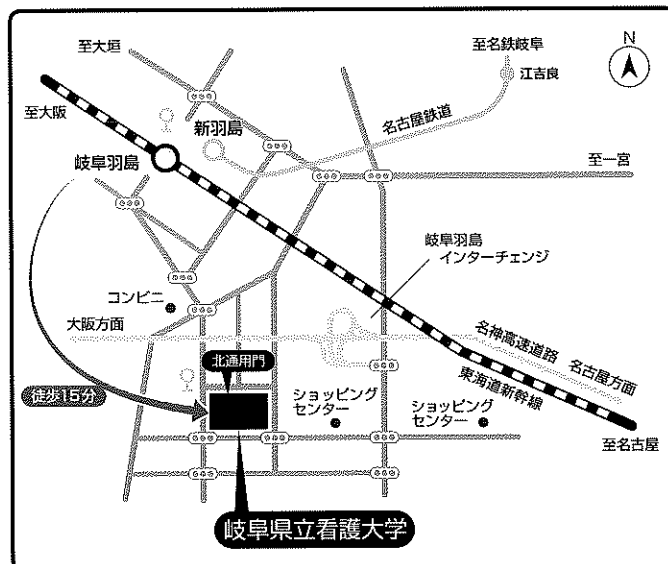 至大垣
至名鉄岐阜
N
江吉良
至大阪
新羽島
名古屋鉄道
岐阜羽島
至一宮
岐阜羽島
インターチェンジ
コンビニ
大阪方面
名神高速道路
名古屋方面
北通用門
東海道新幹線
徒歩15分
ショッピング
センター
ショッピング
センター
至名古屋
岐阜県立看護大学